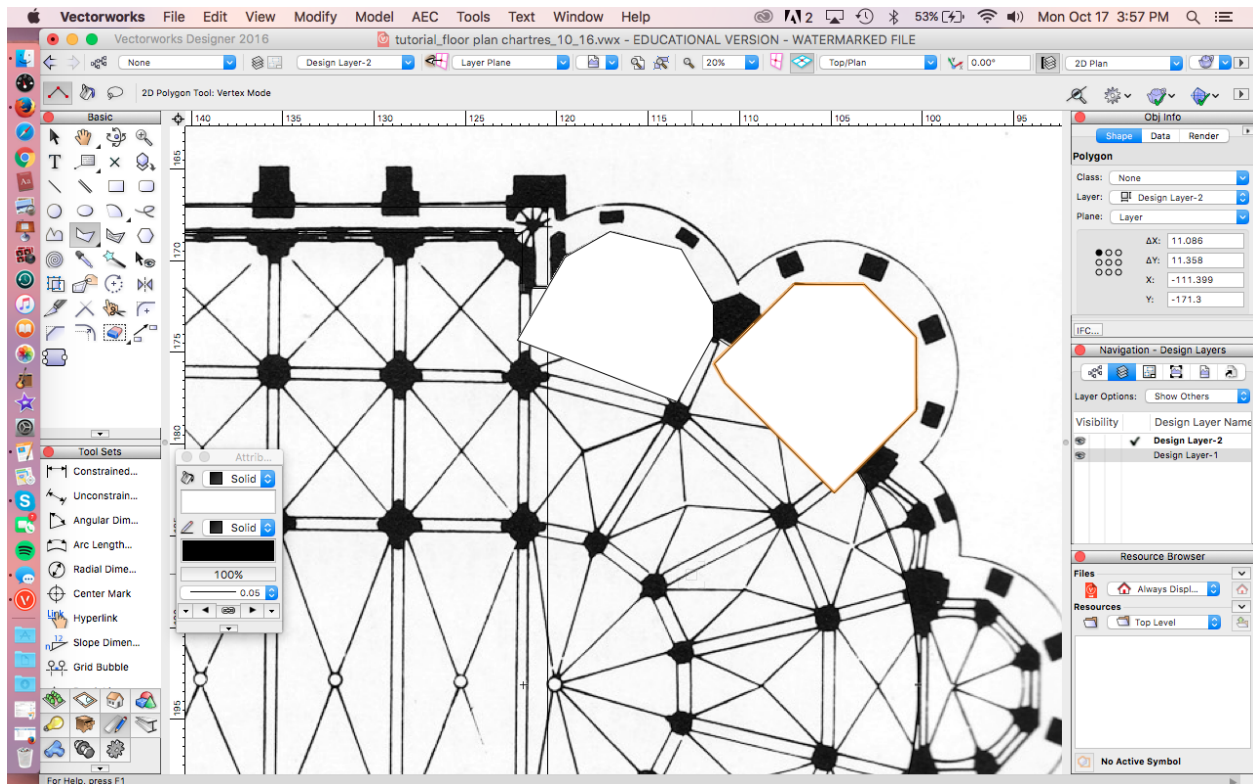 Vectorworks File Edit View Modify Model AEC Tools Text Window Help 2 53% Mon Oct 17 3:57 PM
Vectorworks Designer 2016 tutorial_floor plan chartres_10_16.vwx - EDUCATIONAL VERSION - WATERMARKED FILE
None Design Layer-2 Layer Plane 20% Top/Plan 0.00° 2D Plan
2D Polygon Tool: Vertex Mode
Basic
140 135 130 125 120 115 110 105 100 95
165
170
175
180
195
Tool Sets
Constrained...
Unconstrain...
Angular Dim...
Arc Length...
Radial Dime...
Center Mark
Link
Hyperlink
12
n
Slope Dimen...
Grid Bubble
Attrib...
Solid
Solid
100%
0.05
Obj Info
Shape Data Render
Polygon
Class: None
Layer: Design Layer-2
Plane: Layer
ΔX: 11.086
ΔY: 11.358
X: -111.399
Y: -171.3
IFC...
Navigation - Design Layers
Layer Options: Show Others
Visibility Design Layer Name
Design Layer-2
Design Layer-1
Resource Browser
Files
Always Displ...
Resources
Top Level
No Active Symbol
For Help, press F1